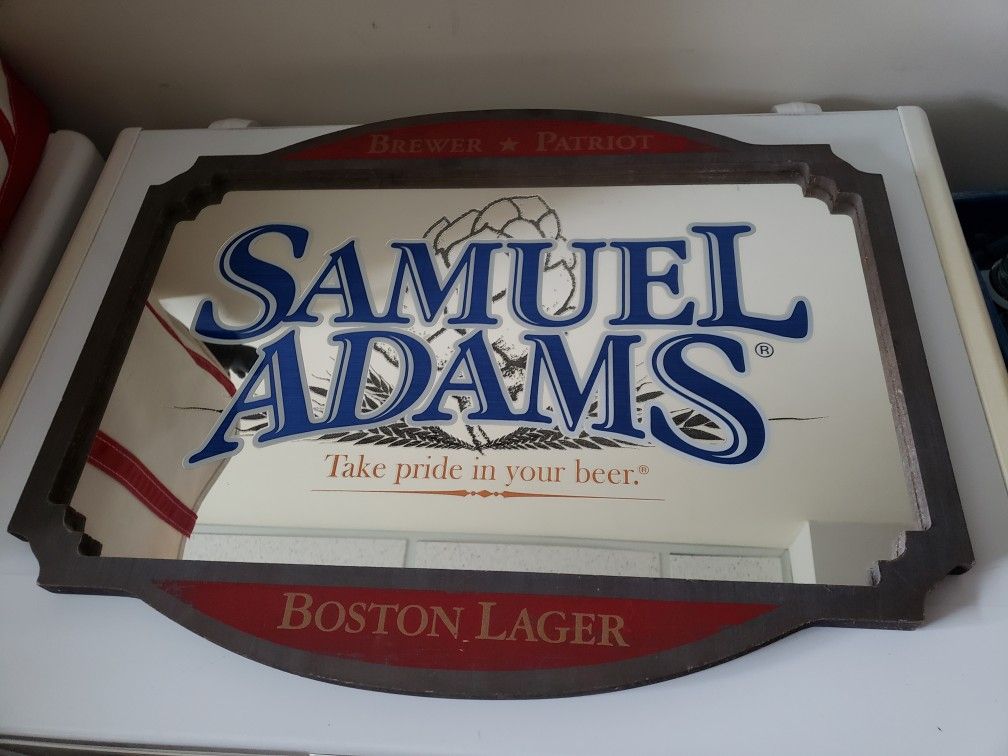 BREWER ★ PATRIOT
SAMUEL
ADAMS®
Take pride in your beer.®
BOSTON LAGER